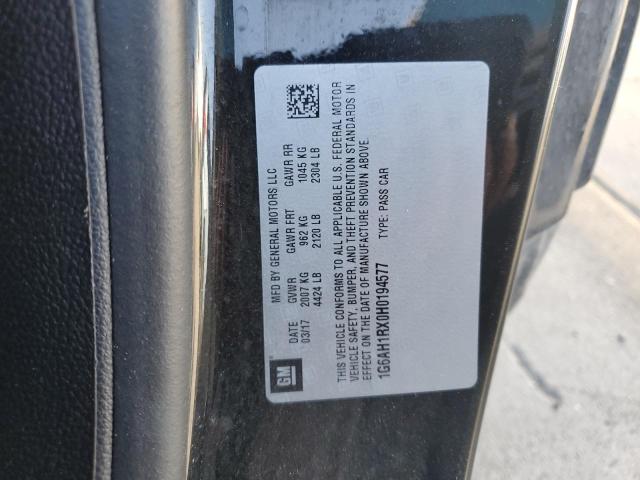 GM
MFD BY GENERAL MOTORS LLC
DATE GVWR GAWR FRT GAWR RR
03/17 2007 KG 962 KG 1045 KG
4424 LB 2120 LB 2304 LB
THIS VEHICLE CONFORMS TO ALL APPLICABLE U.S. FEDERAL MOTOR
VEHICLE SAFETY, BUMPER, AND THEFT PREVENTION STANDARDS IN
EFFECT ON THE DATE OF MANUFACTURE SHOWN ABOVE.
1G6AH1RX0H0194577 TYPE: PASS CAR